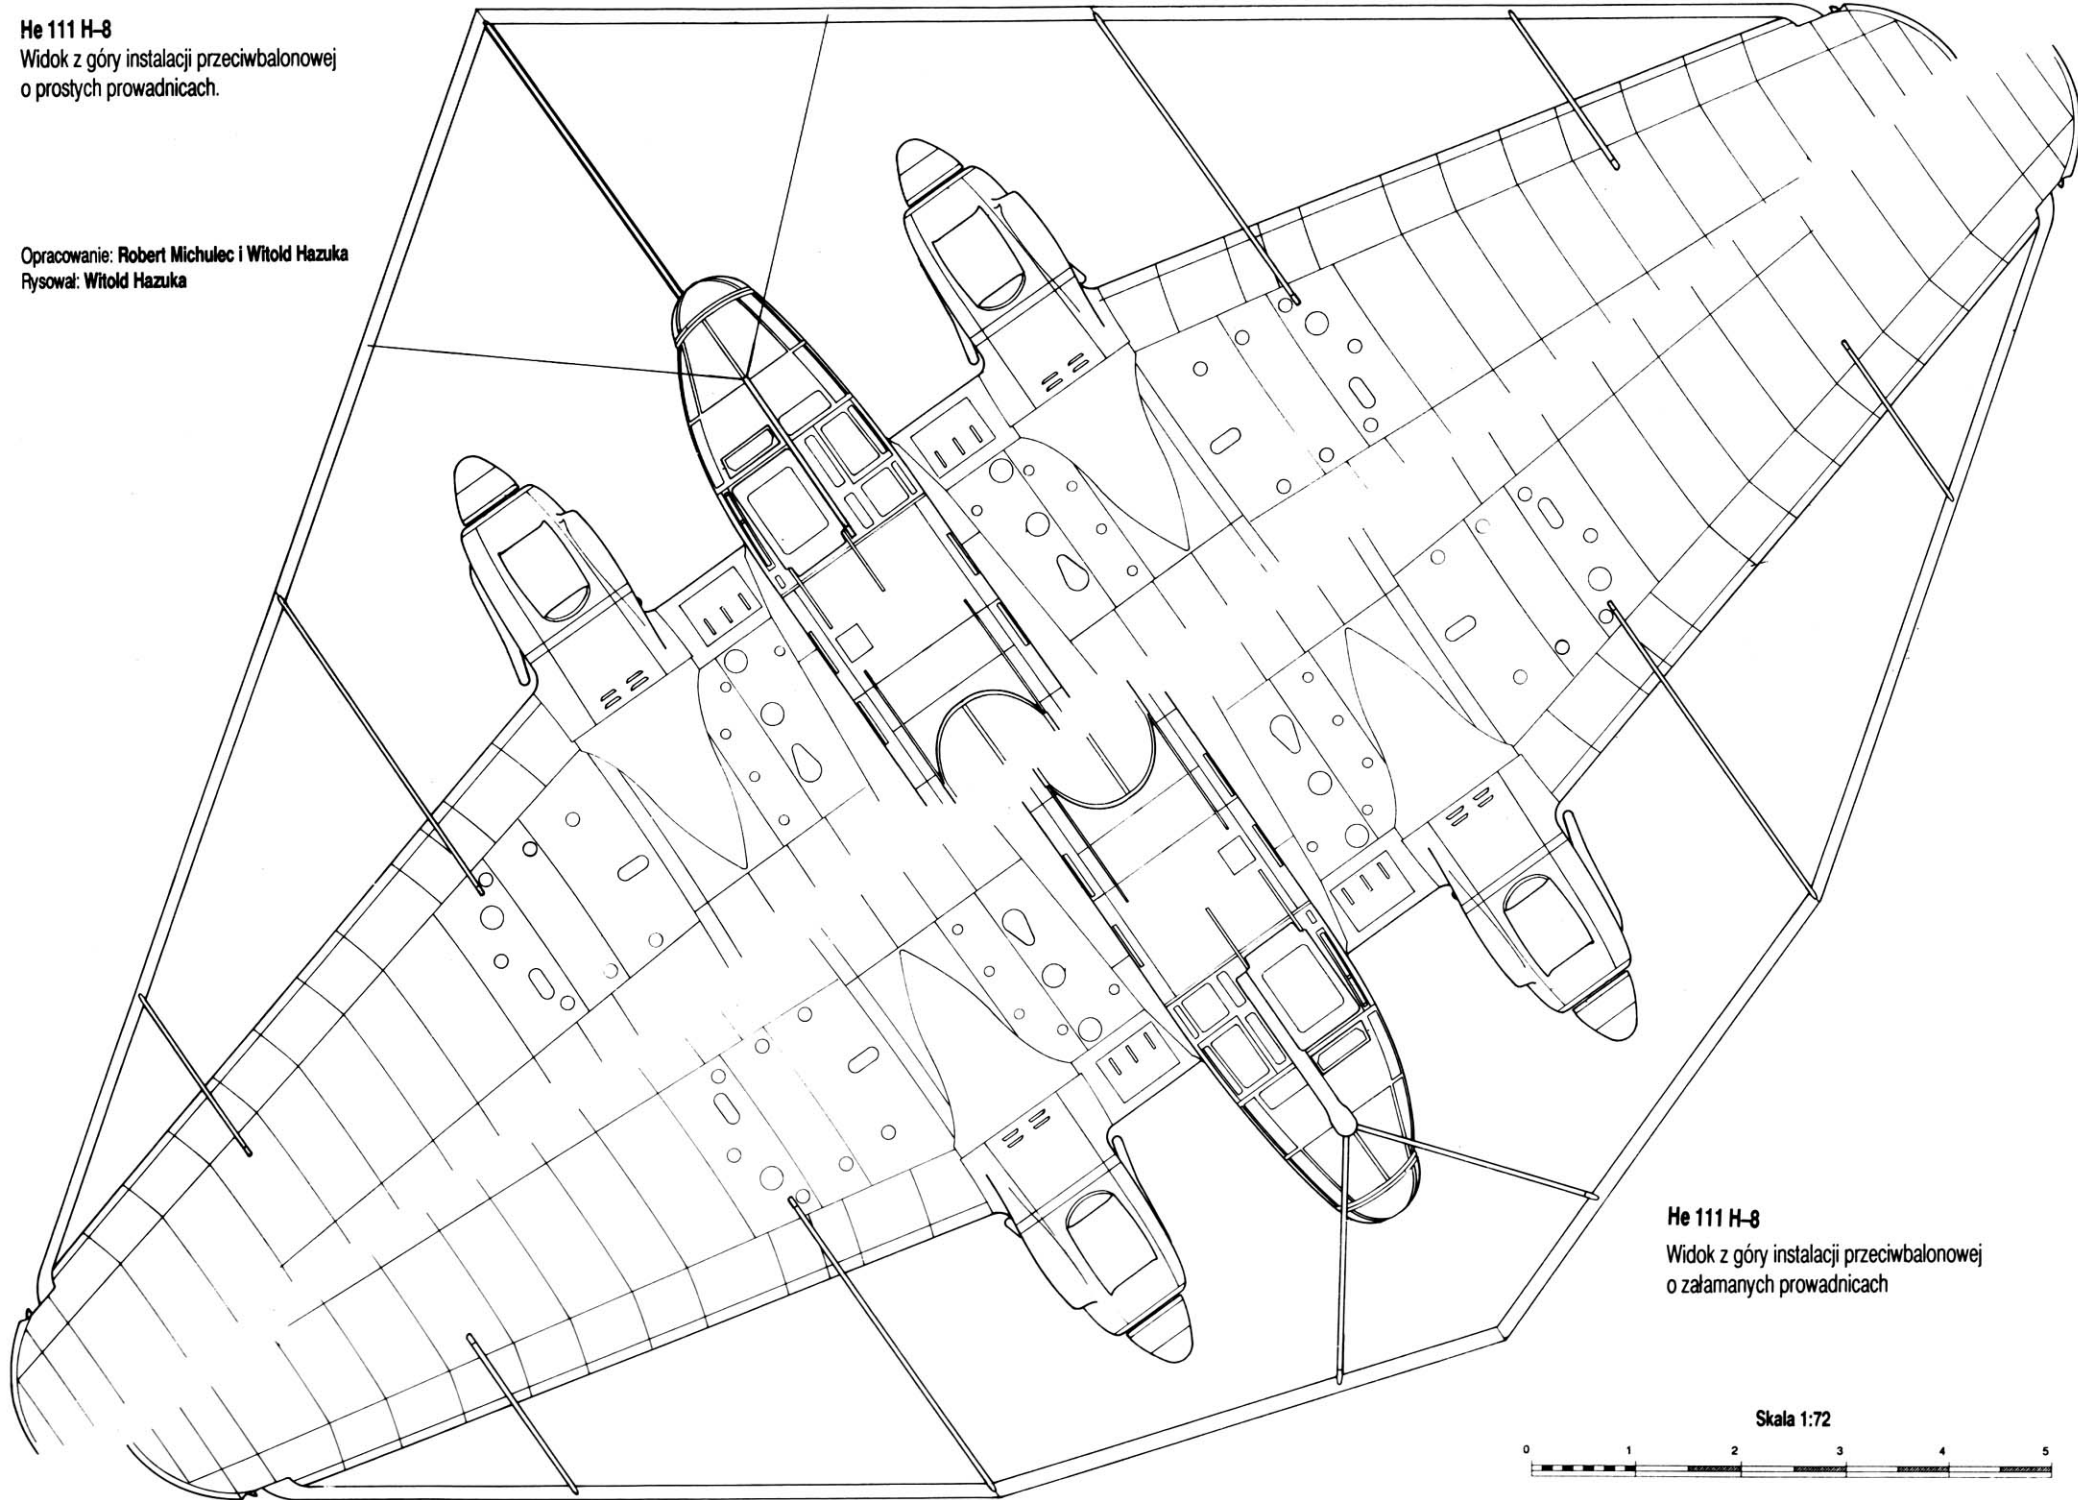 He 111 H–8
Widok z góry instalacji przeciwbalonowej
o prostych prowadnicach.
Opracowanie: Robert Michulec i Witold Hazuka
Rysował: Witold Hazuka
He 111 H–8
Widok z góry instalacji przeciwbalonowej
o załamanych prowadnicach
Skala 1:72
0 1 2 3 4 5